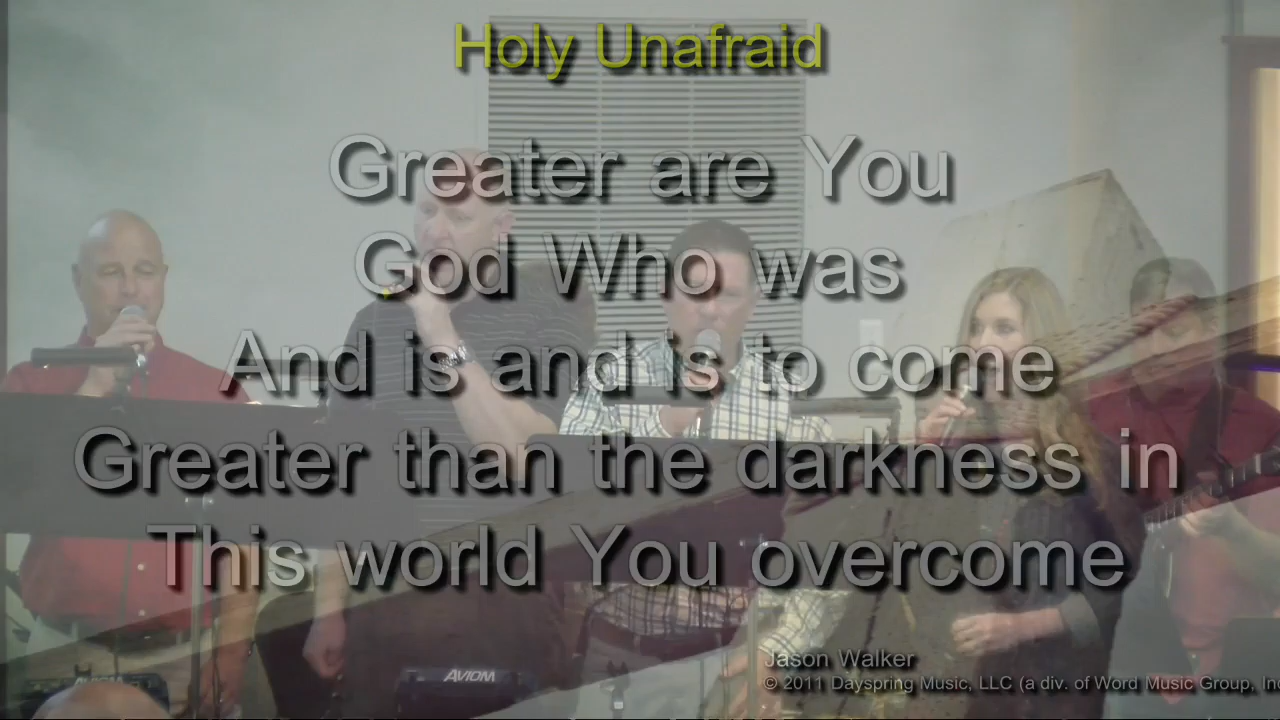 Holy Unafraid
Greater are You
God Who was
And is and is to come
Greater than the darkness in
This world You overcome
AVIOM
AVIOM
Jason Walker
© 2011 Dayspring Music, LLC (a div. of Word Music Group, Inc